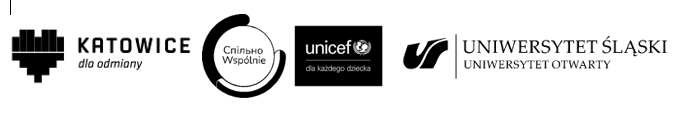 KATOWICE
dla odmiany
Спільно
Wspólnie
unicef
dla każdego dziecka
UNIWERSYTET ŚLĄSKI
UNIWERSYTET OTWARTY